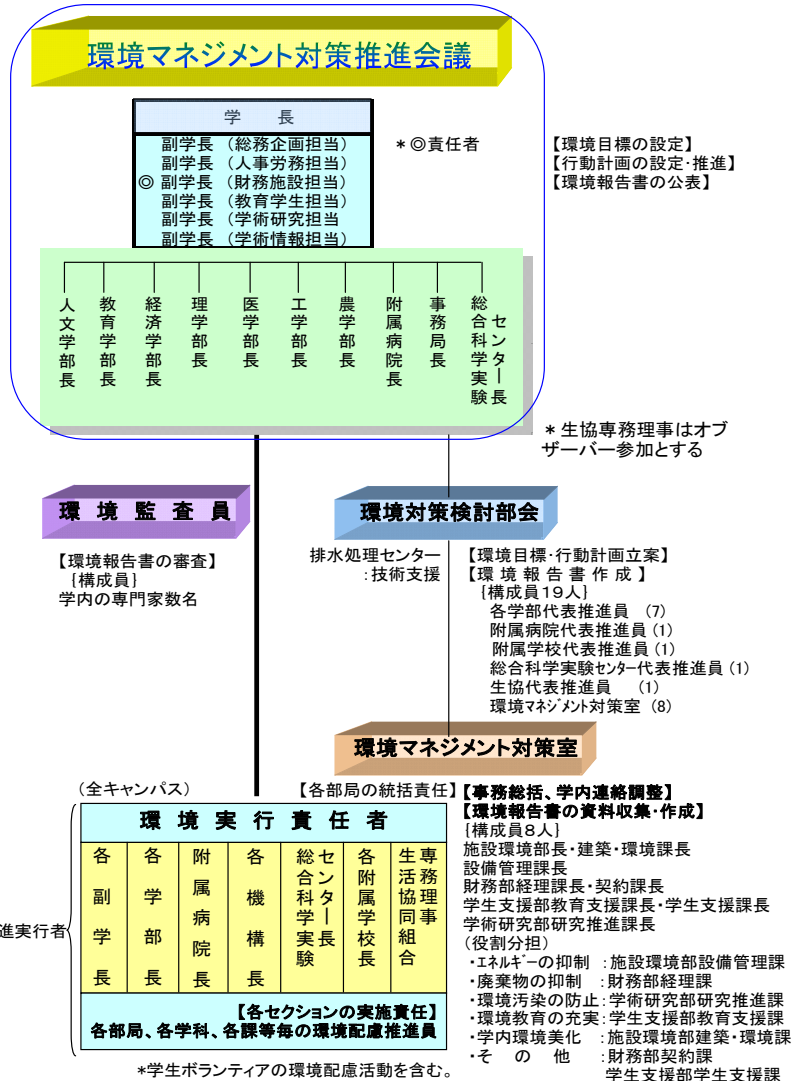 環境マネジメント対策推進会議
学 長
副学長 (総務企画担当)
副学長 (人事労務担当)
◎ 副学長 (財務施設担当)
副学長 (教育学生担当)
副学長 (学術研究担当
副学長 (学術情報担当)
*◎責任者
【環境目標の設定】
【行動計画の設定・推進】
【環境報告書の公表】
人文学部長
教育学部長
経済学部長
理学部長
医学部長
工学部長
農学部長
附属病院長
事務局長
総合科学実験
センター長
*生協専務理事はオブ
ザーバー参加とする
環 境 監 査 員
【環境報告書の審査】
{構成員}
学内の専門家数名
環境対策検討部会
排水処理センター
:技術支援
【環境目標・行動計画立案】
【環 境 報 告 書 作 成 】
{構成員19人}
各学部代表推進員 (7)
附属病院代表推進員 (1)
附属学校代表推進員 (1)
総合科学実験センター代表推進員 (1)
生協代表推進員 (1)
環境マネジメント対策室 (8)
環境マネジメント対策室
(全キャンパス)
【各部局の統括責任】
環 境 実 行 責 任 者
各副学長
各学部長
附属病院長
各機構長
総合科学実験
センター長
各附属学校長
生活協同組合
専務理事
進実行者
【各セクションの実施責任】
各部局、各学科、各課等毎の環境配慮推進員
*学生ボランティアの環境配慮活動を含む。
【事務総括、学内連絡調整】
【環境報告書の資料収集・作成】
{構成員8人}
施設環境部長・建築・環境課長
設備管理課長
財務部経理課長・契約課長
学生支援部教育支援課長・学生支援課長
学術研究部研究推進課長
(役割分担)
・エネルギーの抑制 :施設環境部設備管理課
・廃棄物の抑制 :財務部経理課
・環境汚染の防止:学術研究部研究推進課
・環境教育の充実:学生支援部教育支援課
・学内環境美化 :施設環境部建築・環境課
・そ の 他 :財務部契約課
学生支援部学生支援課